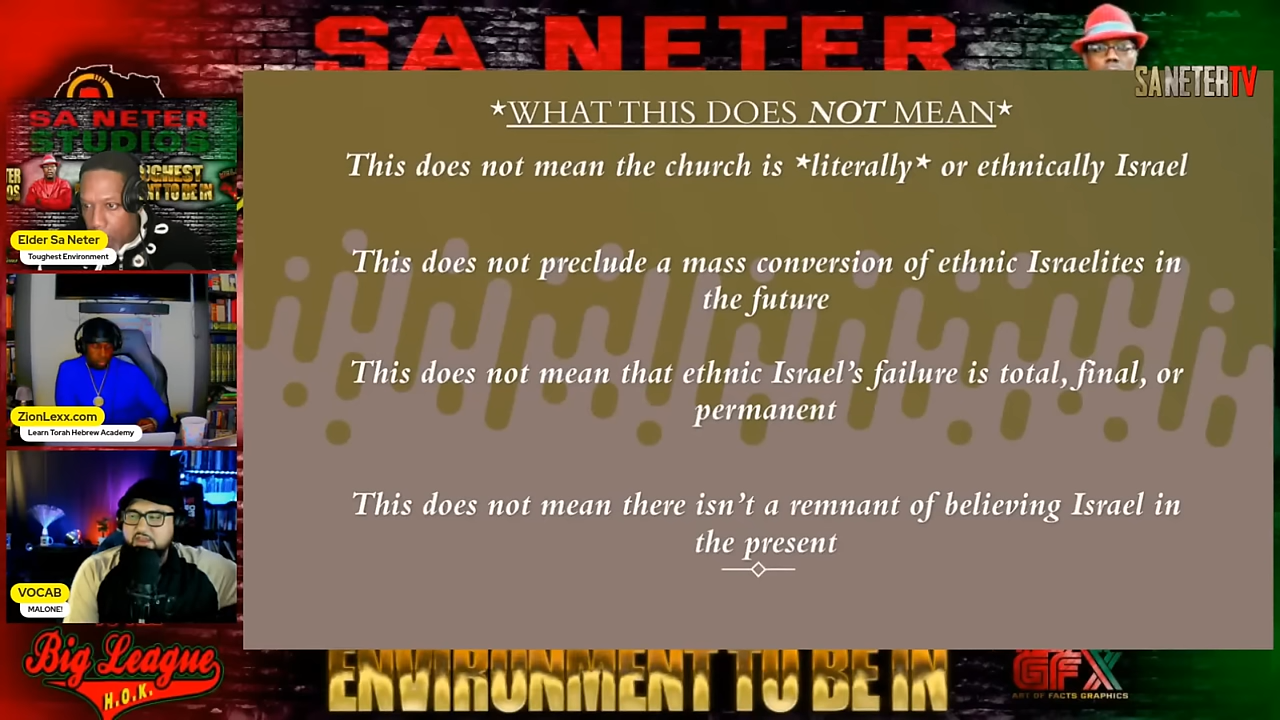 SA NETER
SA NETER TV
*WHAT THIS DOES NOT MEAN*
This does not mean the church is *literally* or ethnically Israel
This does not preclude a mass conversion of ethnic Israelites in
the future
This does not mean that ethnic Israel's failure is total, final, or
permanent
This does not mean there isn't a remnant of believing Israel in
the present
SA NETER
STUDIOS
Elder Sa Neter
Toughest Environment
ZionLexx.com
Learn Torah Hebrew Academy
VOCAB
MALONE!
Big League
H.O.K.
ENVIRONMENT TO BE IN
GFX
ART OF FACTS GRAPHICS